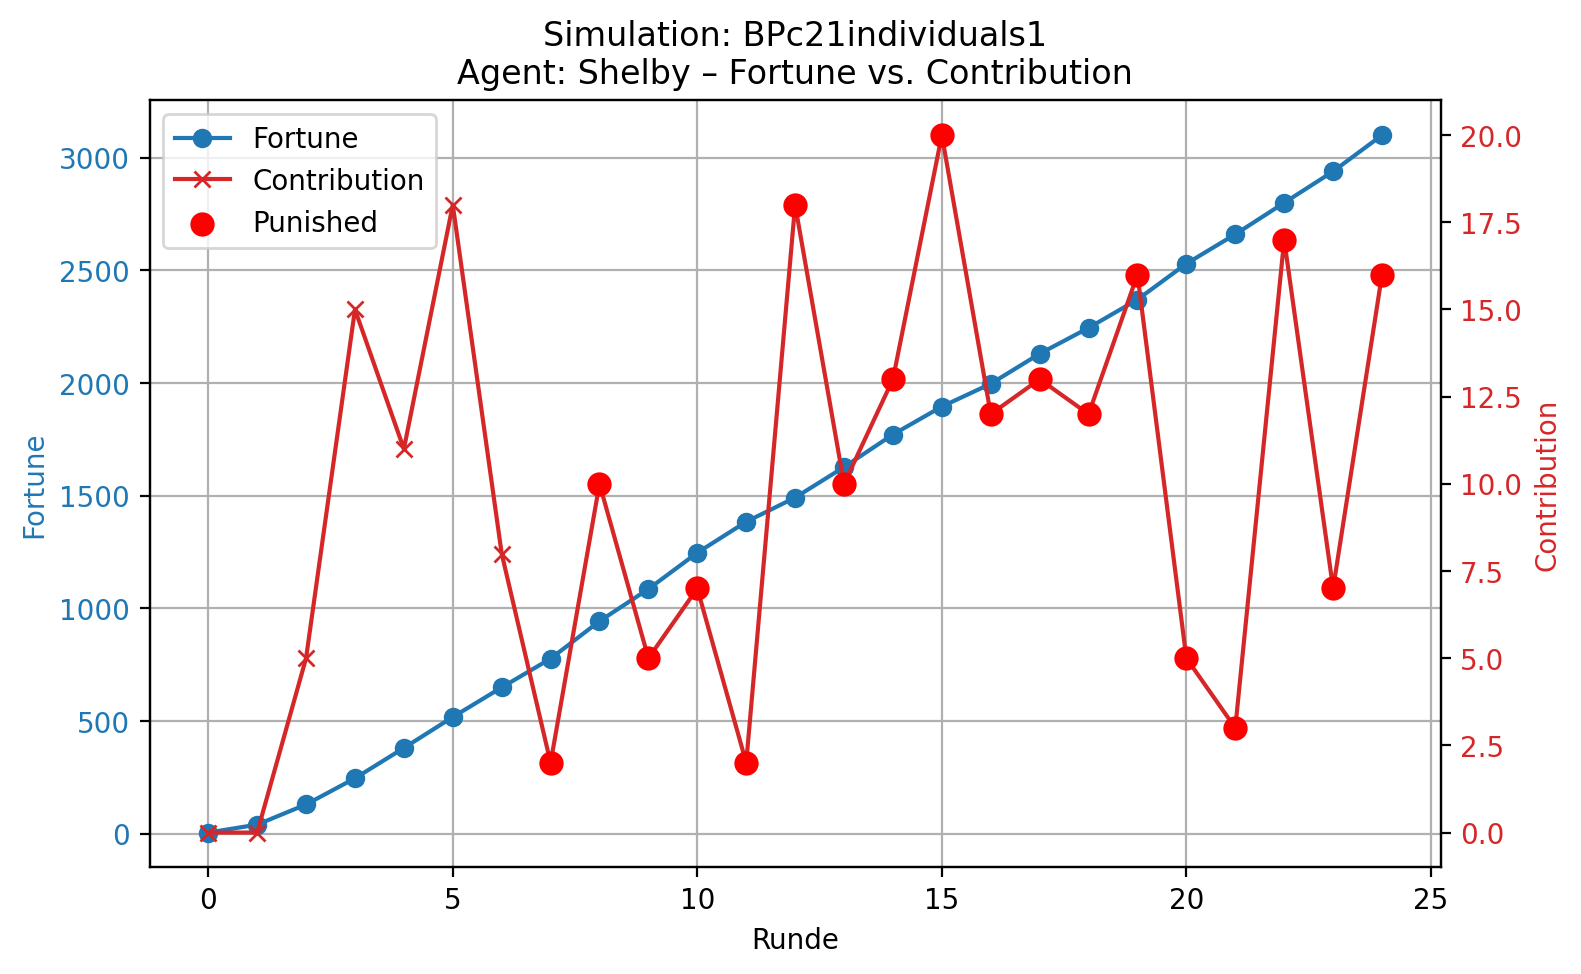 Simulation: BPc21individuals1
Agent: Shelby – Fortune vs. Contribution
Fortune
Contribution
Punished
3000
2500
2000
1500
1000
500
0
Fortune
20.0
17.5
15.0
12.5
10.0
7.5
5.0
2.5
0.0
Contribution
0 5 10 15 20 25
Runde